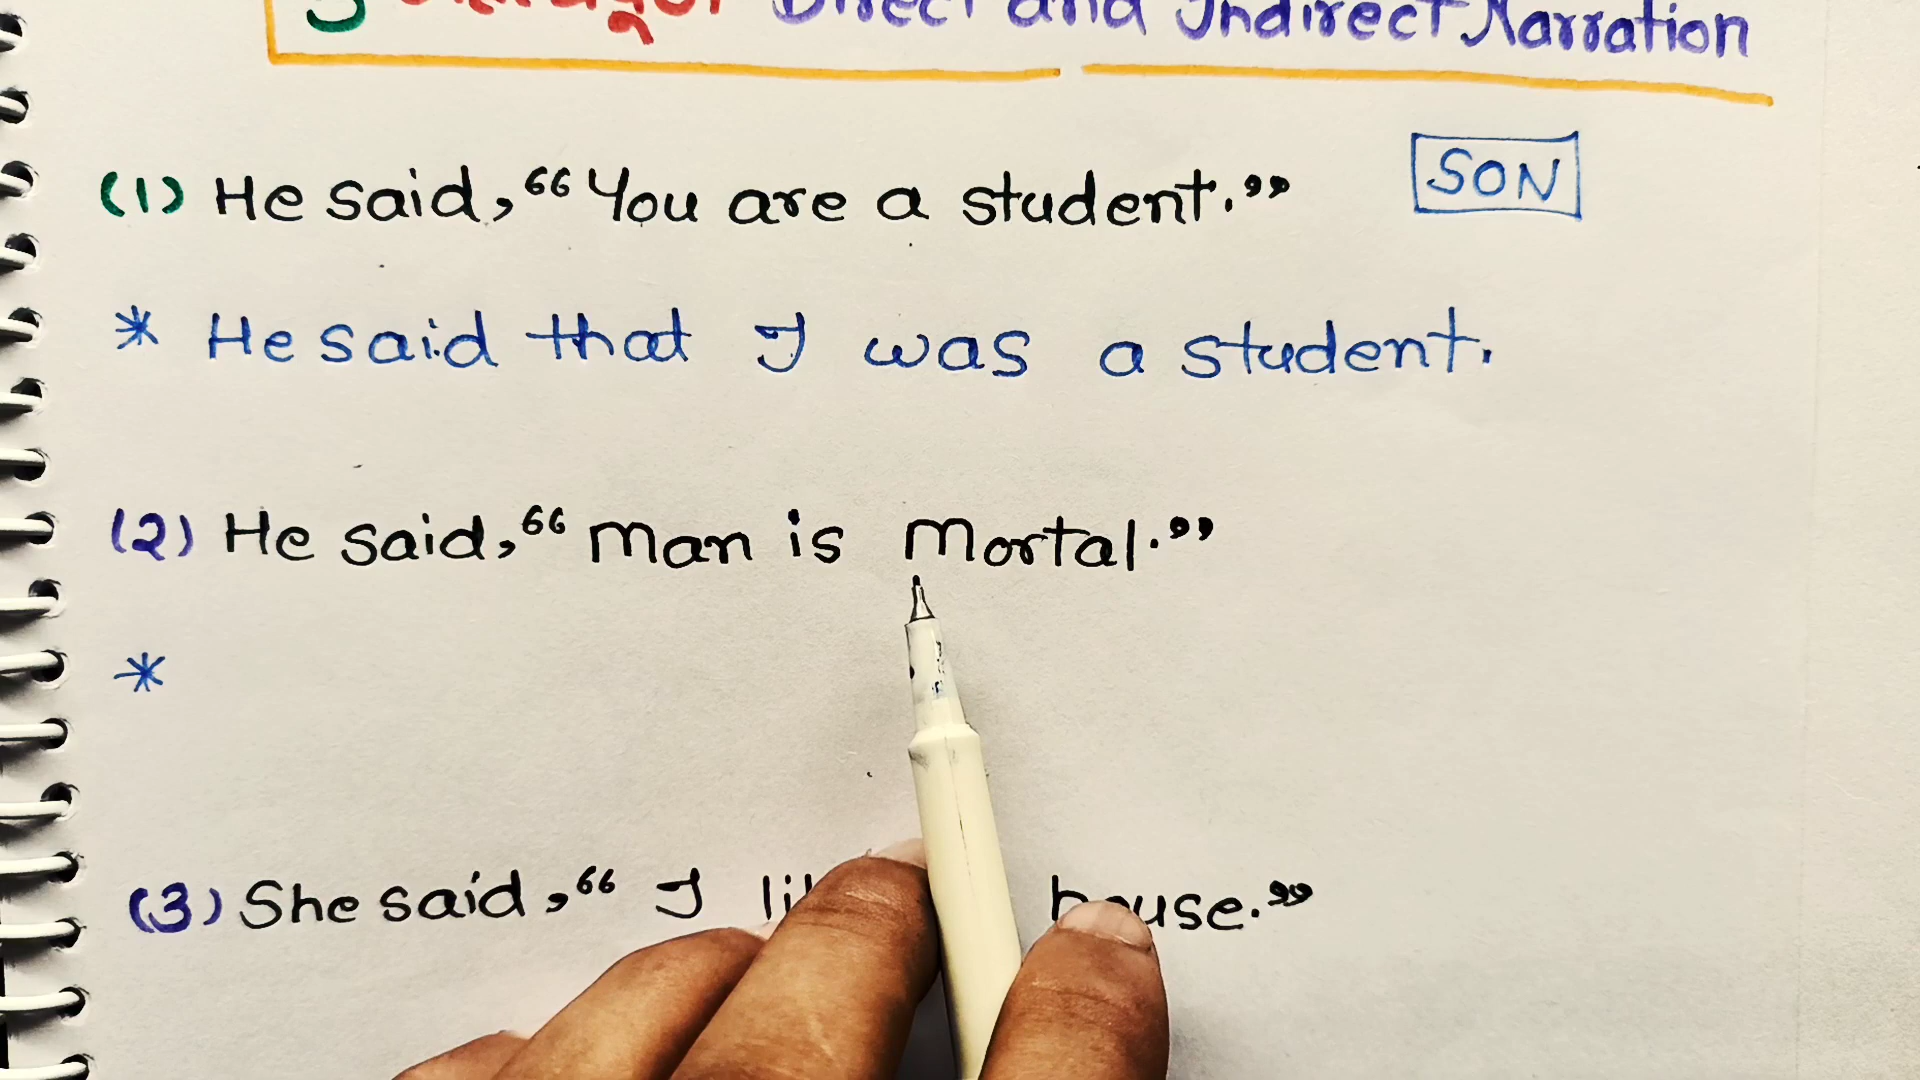 Direct and Indirect Narration
(1) He said, “You are a student.”
SON
* He said that I was a student.
(2) He said, “Man is Mortal.”
*
(3) She said, “I house.”